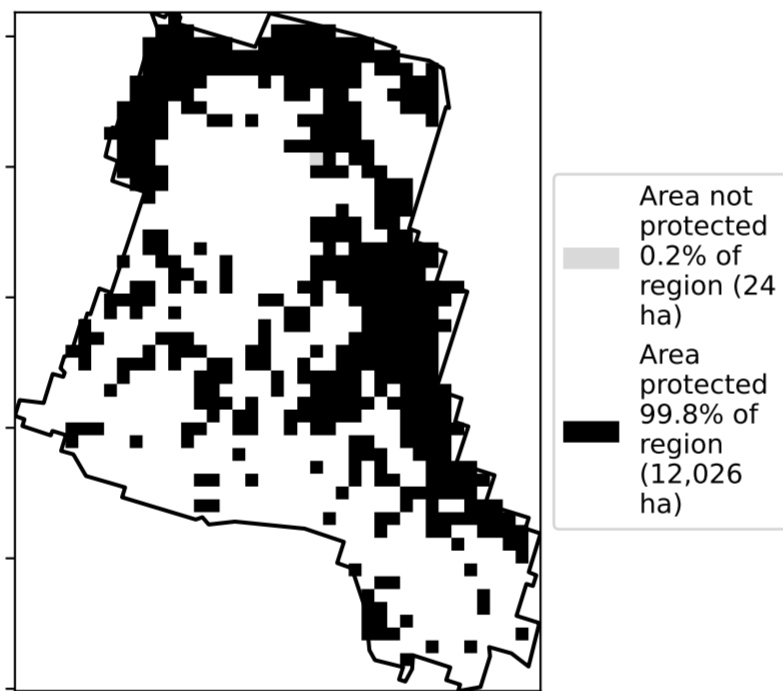 Area not
protected
0.2% of
region (24
ha)
Area
protected
99.8% of
region
(12,026
ha)